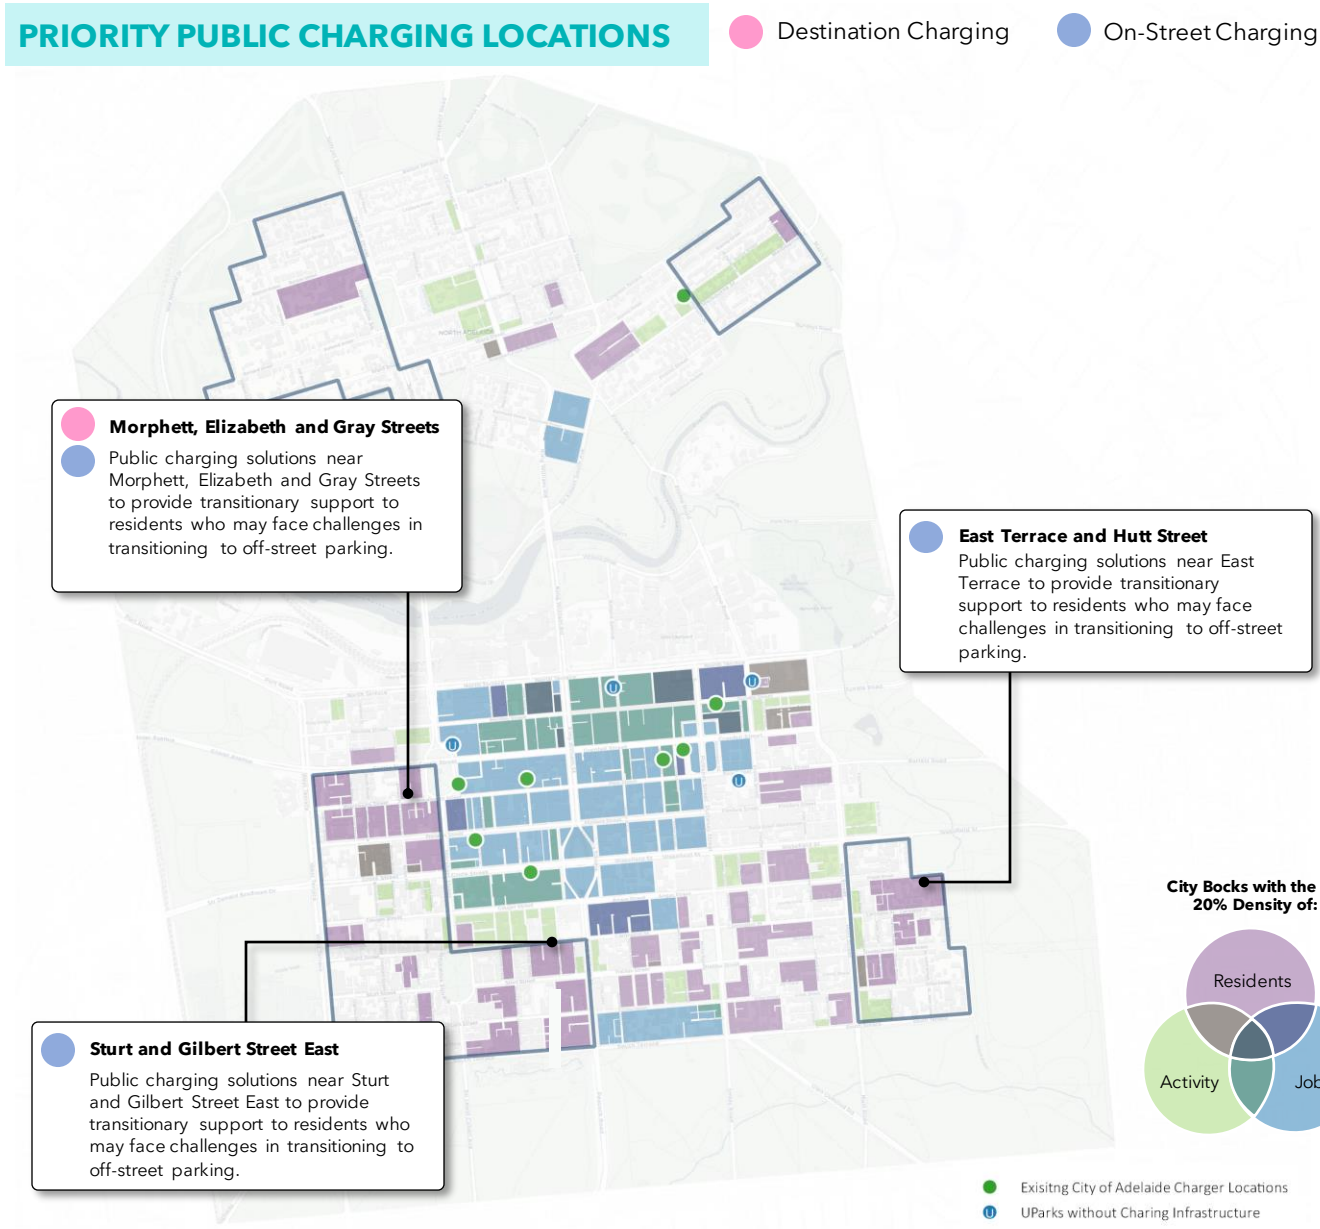 PRIORITY PUBLIC CHARGING LOCATIONS
Destination Charging
On-Street Charging
Morphett, Elizabeth and Gray Streets
Public charging solutions near
Morphett, Elizabeth and Gray Streets
to provide transitionary support to
residents who may face challenges in
transitioning to off-street parking.
East Terrace and Hutt Street
Public charging solutions near East
Terrace to provide transitionary
support to residents who may face
challenges in transitioning to off-street
parking.
NORTH ADELAIDE
U
U
U
U
Sturt and Gilbert Street East
Public charging solutions near Sturt
and Gilbert Street East to provide
transitionary support to residents who
may face challenges in transitioning to
off-street parking.
City Bocks with the
20% Density of:
Residents
Activity
Job
Exisitng City of Adelaide Charger Locations
U UParks without Charing Infrastructure